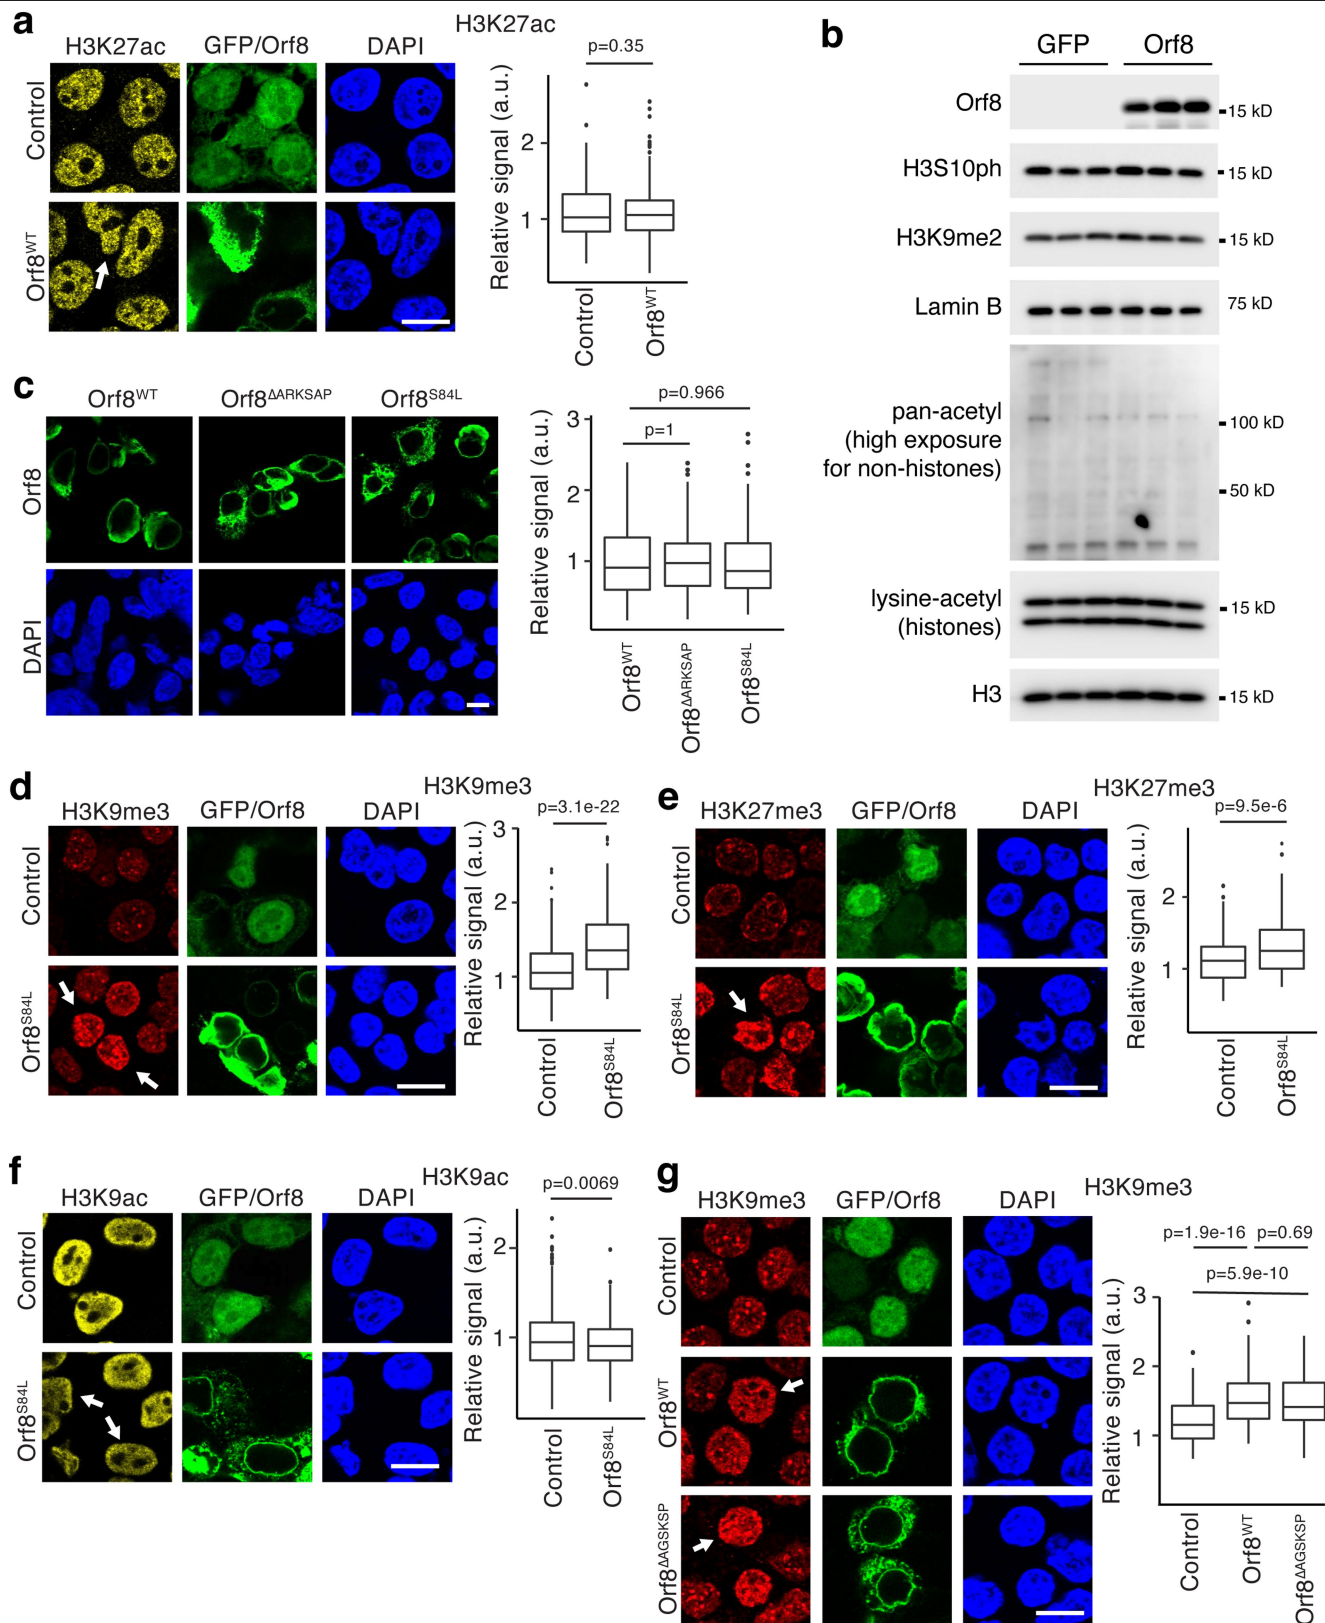 a
H3K27ac
H3K27ac GFP/Orf8 DAPI
Control
Orf8WT
p=0.35
Relative signal (a.u.)
2
1
Control
Orf8WT
b
GFP Orf8
Orf8
15 kD
H3S10ph
15 kD
H3K9me2
15 kD
Lamin B
75 kD
pan-acetyl
(high exposure
for non-histones)
100 kD
50 kD
lysine-acetyl
(histones)
15 kD
H3
15 kD
c
Orf8WT Orf8ΔARKSAP Orf8S84L
Orf8
DAPI
p=0.966
p=1
Relative signal (a.u.)
3
2
1
Orf8WT
Orf8ΔARKSAP
Orf8S84L
d
H3K9me3
H3K9me3 GFP/Orf8 DAPI
Control
Orf8S84L
p=3.1e-22
Relative signal (a.u.)
3
2
1
Control
Orf8S84L
e
H3K27me3
H3K27me3 GFP/Orf8 DAPI
Control
Orf8S84L
p=9.5e-6
Relative signal (a.u.)
2
1
Control
Orf8S84L
f
H3K9ac
H3K9ac GFP/Orf8 DAPI
Control
Orf8S84L
p=0.0069
Relative signal (a.u.)
2
1
Control
Orf8S84L
g
H3K9me3
H3K9me3 GFP/Orf8 DAPI
Control
Orf8WT
Orf8ΔAGSKSP
p=1.9e-16 p=0.69
p=5.9e-10
Relative signal (a.u.)
3
2
1
Control
Orf8WT
Orf8ΔAGSKSP